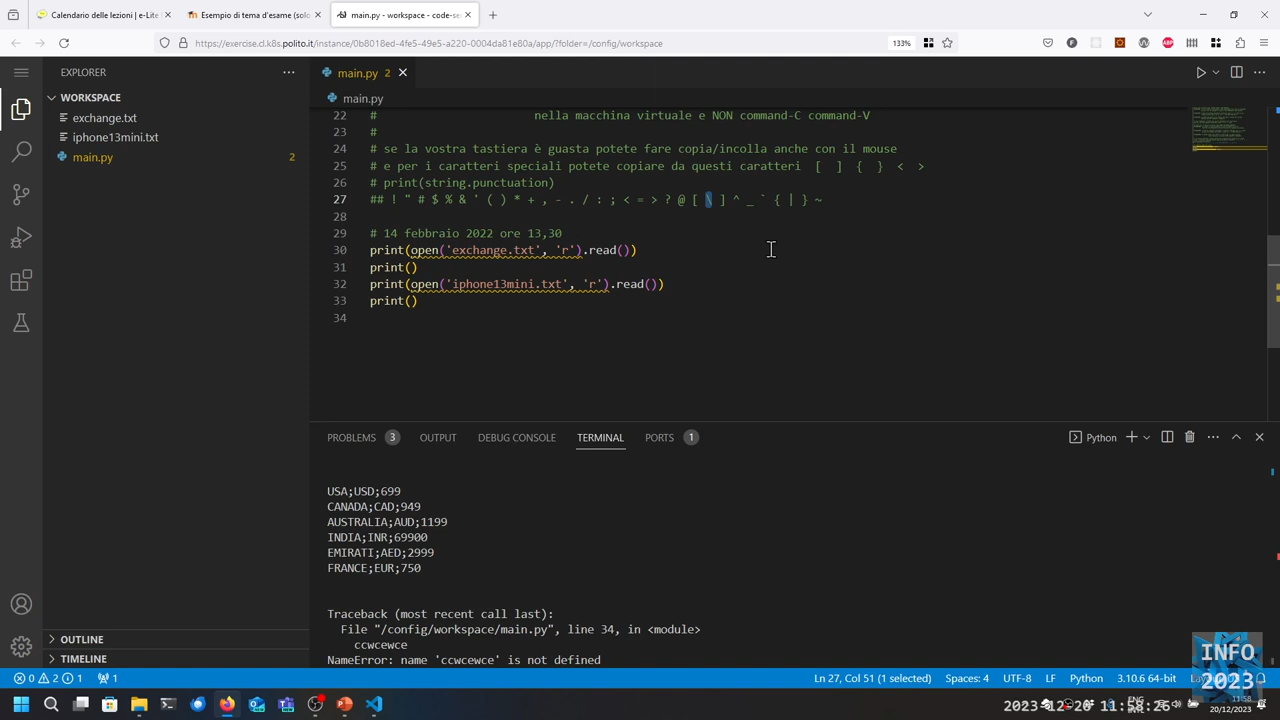 Calendario delle lezioni | e-Lite
Esempio di tema d'esame (solu
main.py - workspace - code-se
https://exercise.cl.k8s.polito.it/instance/0b8018ed-4fe5-43e5-a220-0004da81e80a/app/?folder=/config/workspace
133%
EXPLORER
WORKSPACE
exchange.txt
iphone13mini.txt
main.py 2
OUTLINE
TIMELINE
main.py 2
main.py
22 # nella macchina virtuale e NON command-C command-V
23 #
24 # se la vostra tastiera è guasta potete fare copia/incolla anche con il mouse
25 # e per i caratteri speciali potete copiare da questi caratteri [ ] { } < >
26 # print(string.punctuation)
27 ## ! " # $ % & ' ( ) * + , - . / : ; < = > ? @ [ \ ] ^ _ ` { | } ~
28
29 # 14 febbraio 2022 ore 13,30
30 print(open('exchange.txt', 'r').read())
31 print()
32 print(open('iphone13mini.txt', 'r').read())
33 print()
34
PROBLEMS 3 OUTPUT DEBUG CONSOLE TERMINAL PORTS 1
Python
USA;USD;699
CANADA;CAD;949
AUSTRALIA;AUD;1199
INDIA;INR;69900
EMIRATI;AED;2999
FRANCE;EUR;750
Traceback (most recent call last):
File "/config/workspace/main.py", line 34, in <module>
ccwcewce
NameError: name 'ccwcewce' is not defined
INFO
2023
0 2 1 1
Ln 27, Col 51 (1 selected) Spaces: 4 UTF-8 LF Python 3.10.6 64-bit
ENG
11:58
20/12/2023